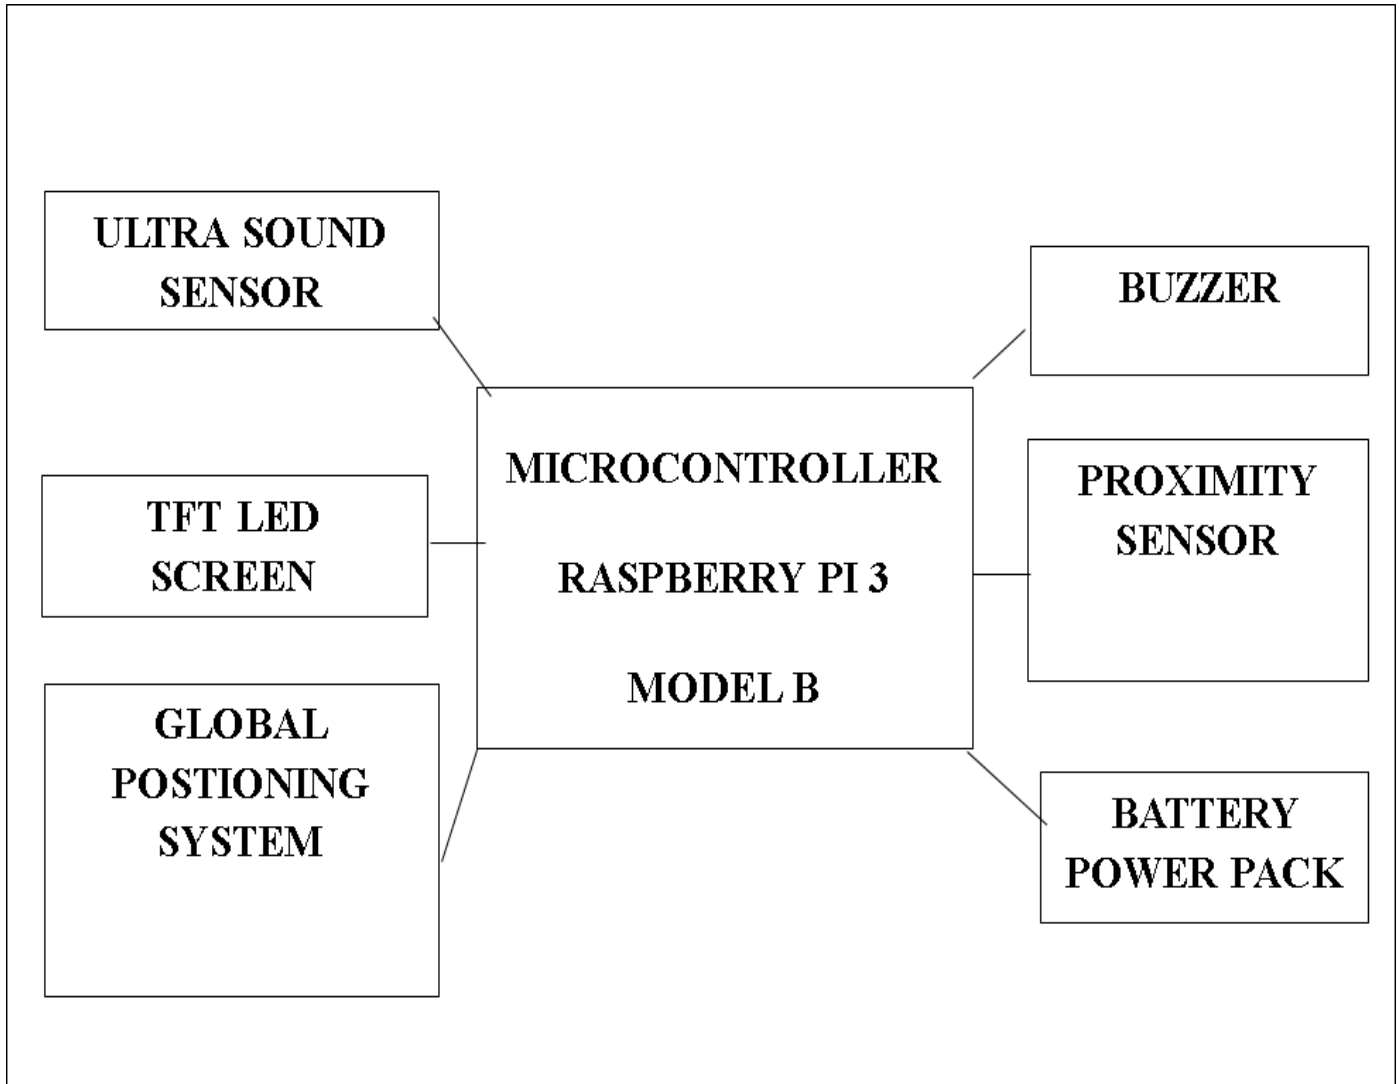 ULTRA SOUND
SENSOR
BUZZER
MICROCONTROLLER
RASPBERRY PI 3
MODEL B
PROXIMITY
SENSOR
TFT LED
SCREEN
GLOBAL
POSTIONING
SYSTEM
BATTERY
POWER PACK